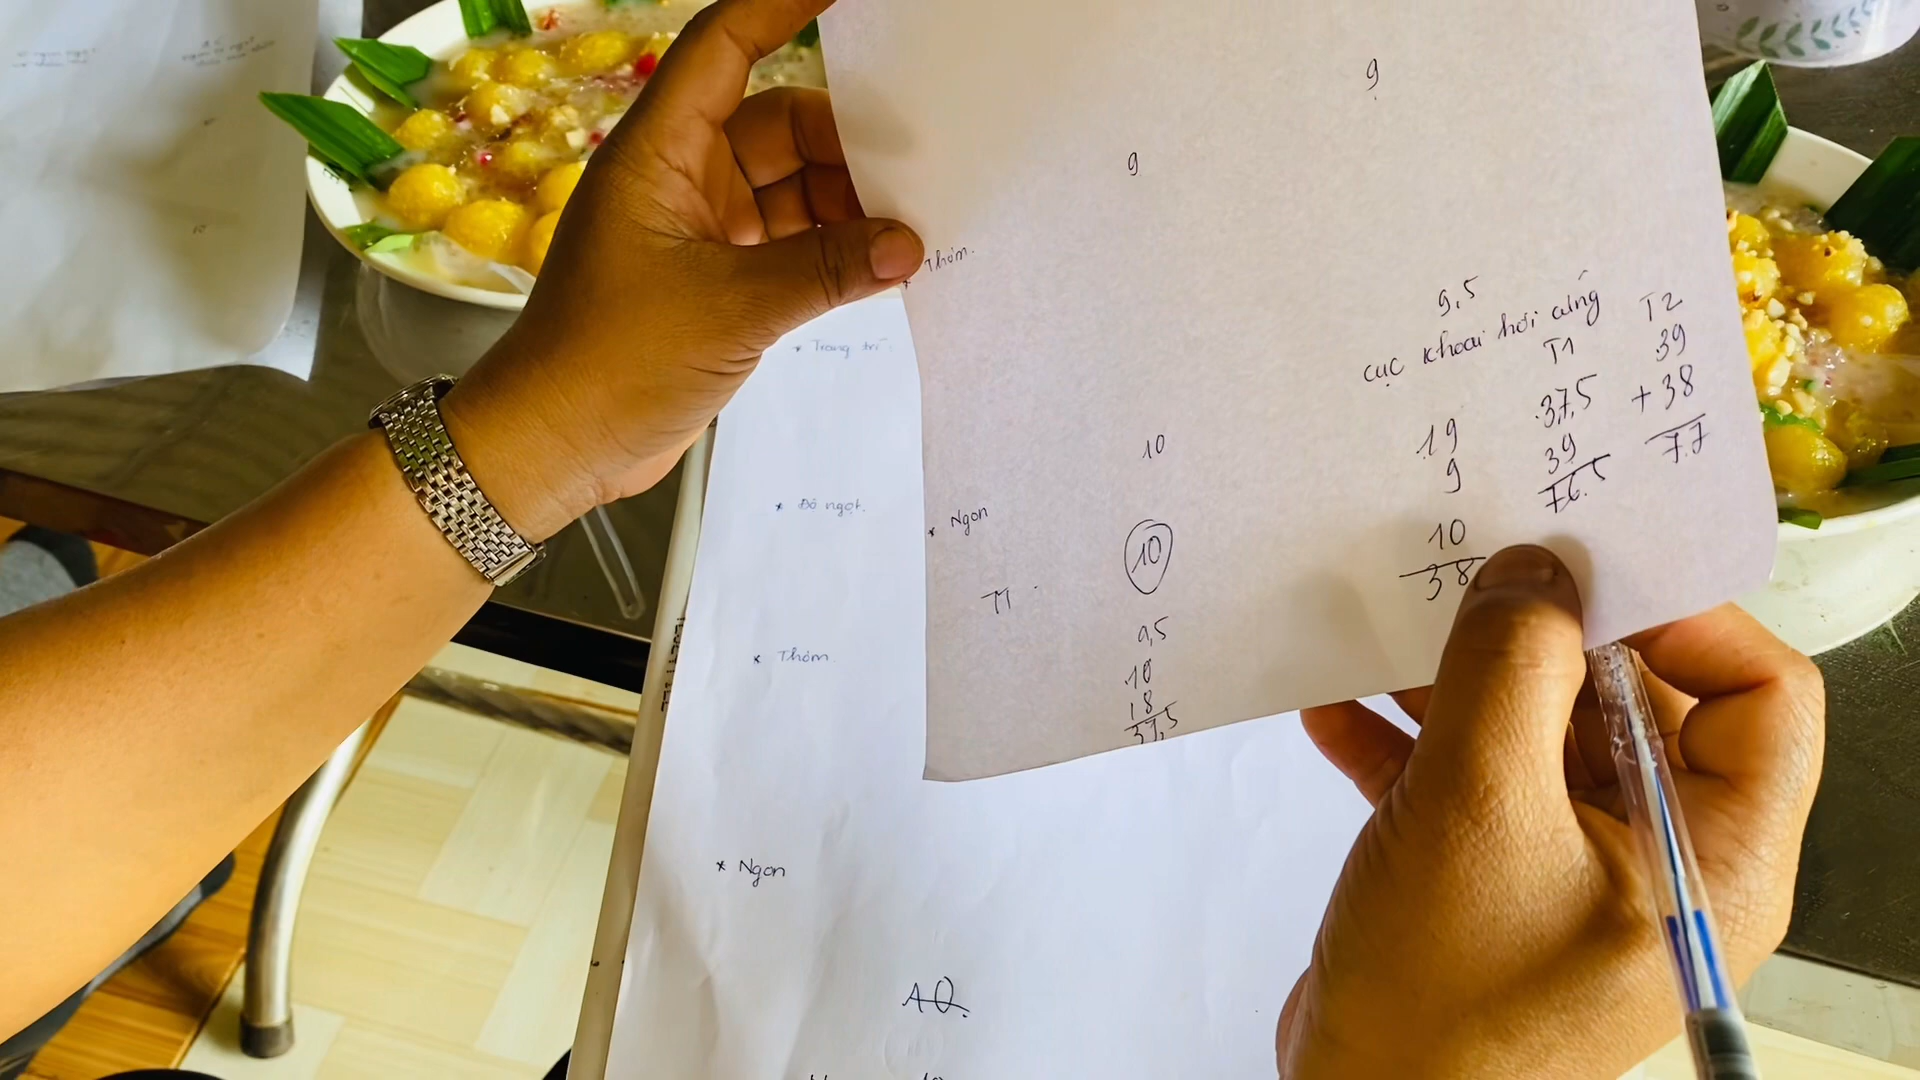 9
9
* Thơm.
9,5
cục khoai hơi cứng
T1
T2
37,5
39
76.5
39
+ 38
77
10
19
9
10
38
* Ngon
10
T1
9,5
10
18
37,5
* Trang trí.
* Độ ngọt.
* Thơm.
* Ngon
AQ.
10